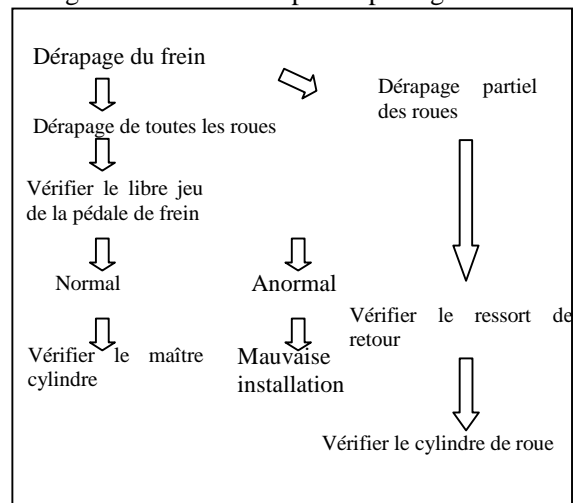 Dérapage du frein
Dérapage partiel
des roues
Dérapage de toutes les roues
Vérifier le libre jeu
de la pédale de frein
Normal
Anormal
Vérifier le ressort de
retour
Vérifier le maître
cylindre
Mauvaise
installation
Vérifier le cylindre de roue